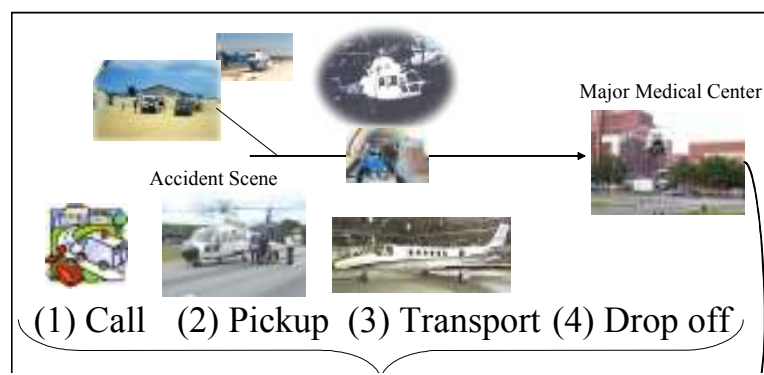 Major Medical Center
Accident Scene
(1) Call (2) Pickup (3) Transport (4) Drop off